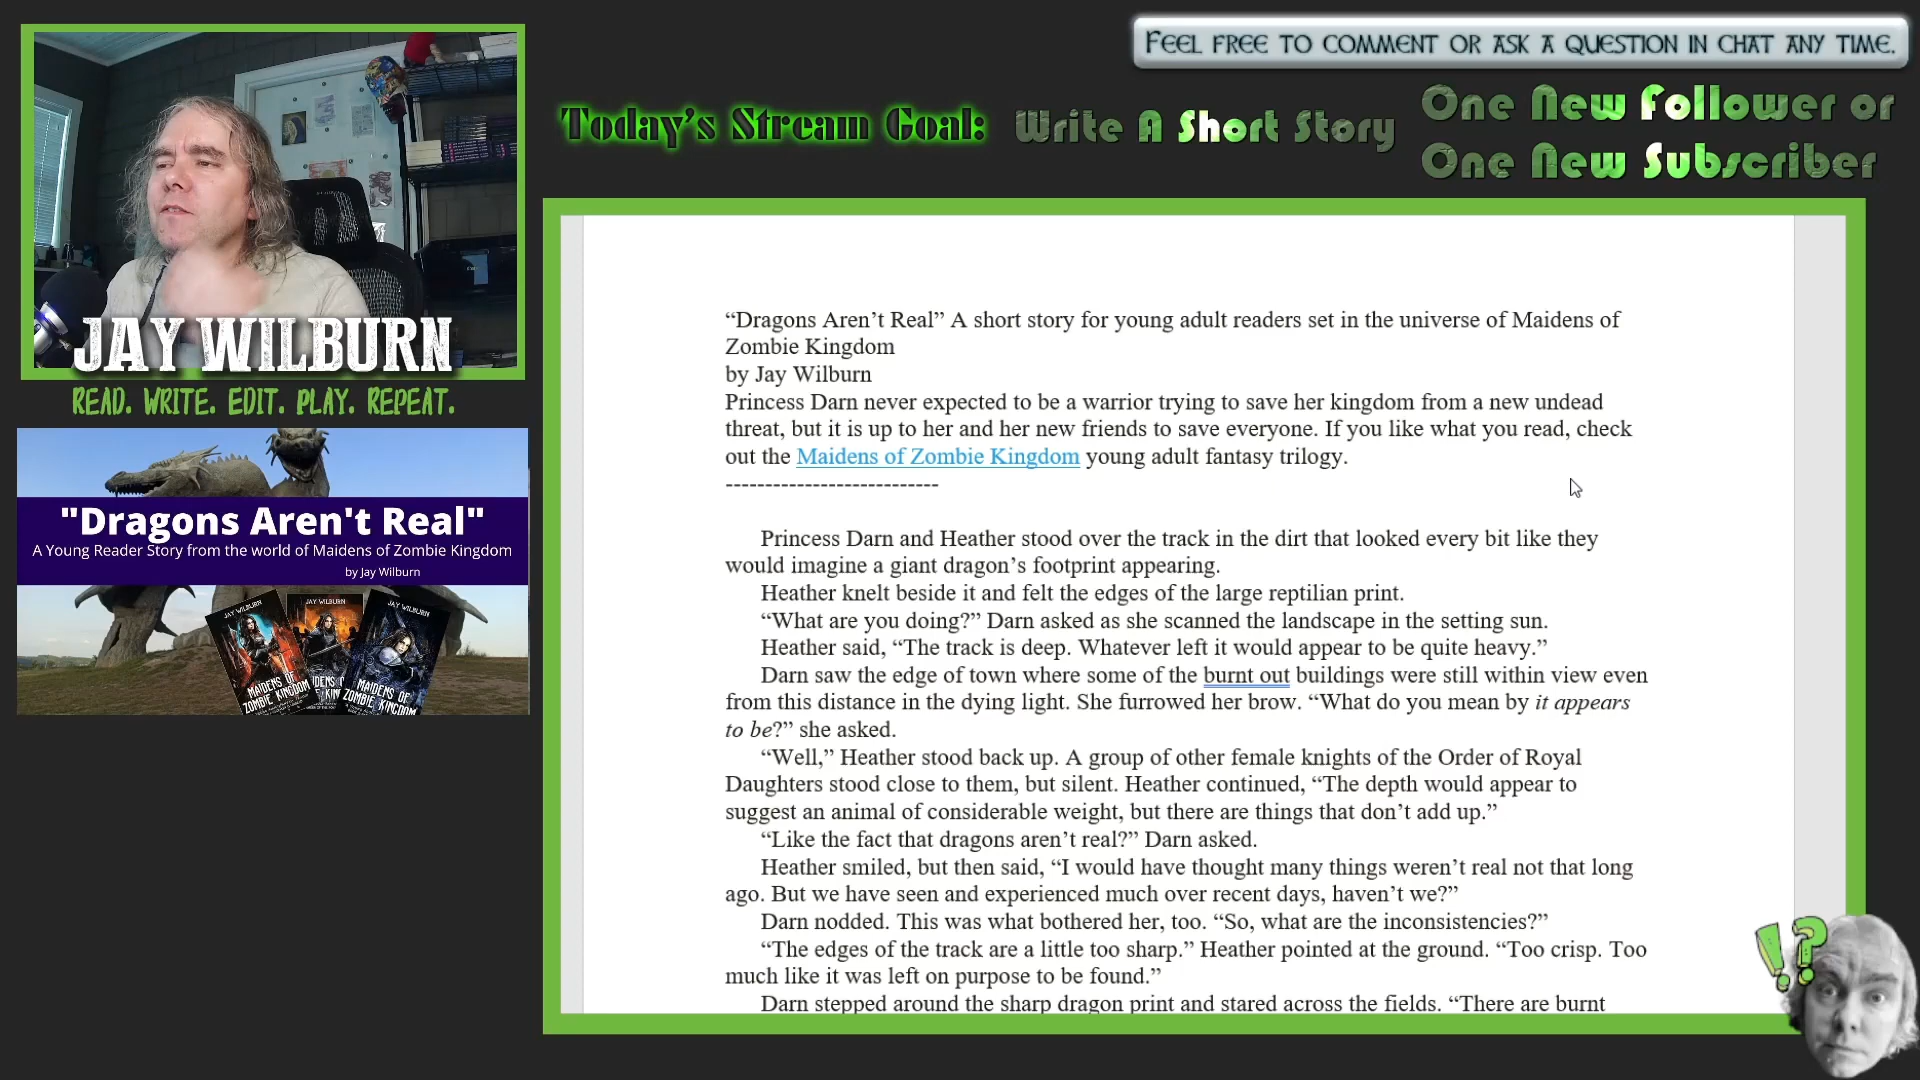 FEEL FREE TO COMMENT OR ASK A QUESTION IN CHAT ANY TIME.
Today's Stream Goal:
Write A Short Story
One New Follower or
One New Subscriber
JAY WILBURN
READ. WRITE. EDIT. PLAY. REPEAT.
"Dragons Aren't Real"
A Young Reader Story from the world of Maidens of Zombie Kingdom
by Jay Wilburn
JAY WILBURN
JAY WILBURN
JAY WILBURN
MAIDENS OF
ZOMBIE KINGDOM
MAIDENS OF
ZOMBIE KINGDOM
“Dragons Aren’t Real” A short story for young adult readers set in the universe of Maidens of
Zombie Kingdom
by Jay Wilburn
Princess Darn never expected to be a warrior trying to save her kingdom from a new undead
threat, but it is up to her and her new friends to save everyone. If you like what you read, check
out the Maidens of Zombie Kingdom young adult fantasy trilogy.
---------------------------
Princess Darn and Heather stood over the track in the dirt that looked every bit like they
would imagine a giant dragon’s footprint appearing.
Heather knelt beside it and felt the edges of the large reptilian print.
“What are you doing?” Darn asked as she scanned the landscape in the setting sun.
Heather said, “The track is deep. Whatever left it would appear to be quite heavy.”
Darn saw the edge of town where some of the burnt out buildings were still within view even
from this distance in the dying light. She furrowed her brow. “What do you mean by it appears
to be?” she asked.
“Well,” Heather stood back up. A group of other female knights of the Order of Royal
Daughters stood close to them, but silent. Heather continued, “The depth would appear to
suggest an animal of considerable weight, but there are things that don’t add up.”
“Like the fact that dragons aren’t real?” Darn asked.
Heather smiled, but then said, “I would have thought many things weren’t real not that long
ago. But we have seen and experienced much over recent days, haven’t we?”
Darn nodded. This was what bothered her, too. “So, what are the inconsistencies?”
“The edges of the track are a little too sharp.” Heather pointed at the ground. “Too crisp. Too
much like it was left on purpose to be found.”
Darn stepped around the sharp dragon print and stared across the fields. “There are burnt
!?